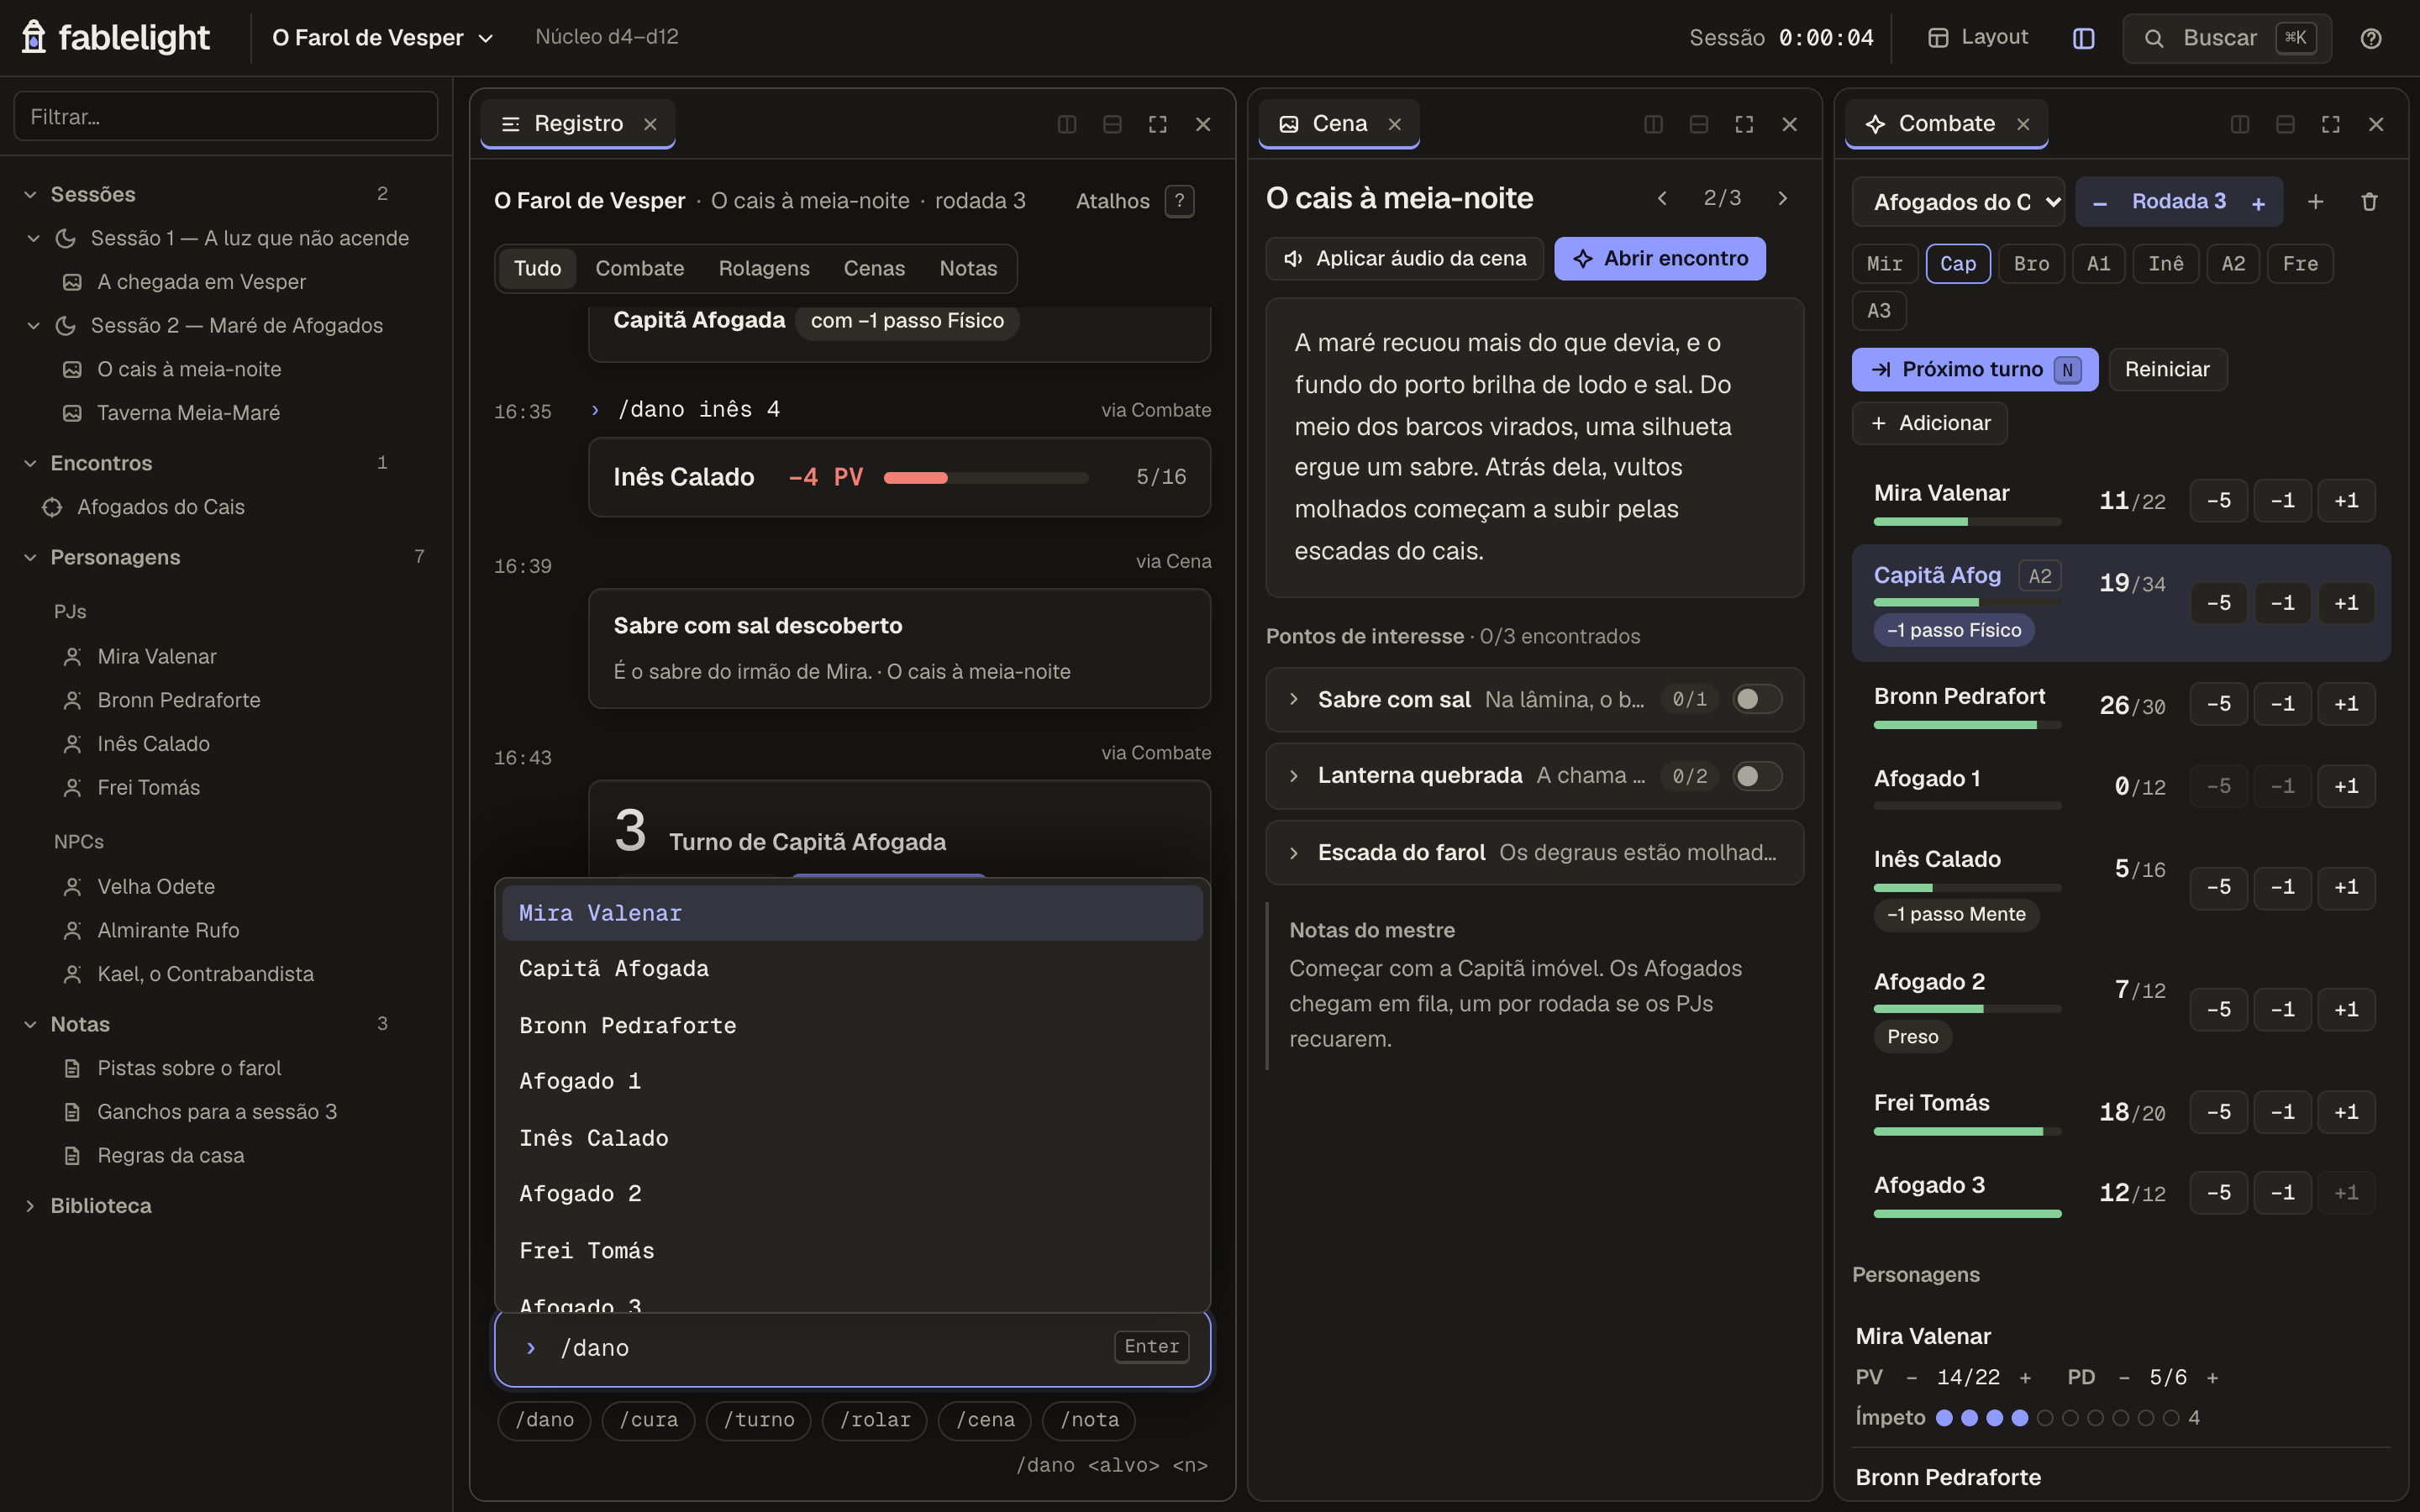 fablelight
O Farol de Vesper
Núcleo d4–d12
Sessão 0:00:04
Layout
Buscar ⌘K
Filtrar...
Sessões 2
Sessão 1 — A luz que não acende
A chegada em Vesper
Sessão 2 — Maré de Afogados
O cais à meia-noite
Taverna Meia-Maré
Encontros 1
Afogados do Cais
Personagens 7
PJs
Mira Valenar
Bronn Pedraforte
Inês Calado
Frei Tomás
NPCs
Velha Odete
Almirante Rufo
Kael, o Contrabandista
Notas 3
Pistas sobre o farol
Ganchos para a sessão 3
Regras da casa
Biblioteca
Registro
O Farol de Vesper · O cais à meia-noite · rodada 3 Atalhos ?
Tudo Combate Rolagens Cenas Notas
Capitã Afogada com −1 passo Físico
16:35 › /dano inês 4 via Combate
Inês Calado −4 PV 5/16
16:39 via Cena
Sabre com sal descoberto
É o sabre do irmão de Mira. · O cais à meia-noite
16:43 via Combate
3 Turno de Capitã Afogada
Mira Valenar
Capitã Afogada
Bronn Pedraforte
Afogado 1
Inês Calado
Afogado 2
Frei Tomás
Afogado 3
› /dano Enter
/dano /cura /turno /rolar /cena /nota
/dano <alvo> <n>
Cena
O cais à meia-noite 2/3
Aplicar áudio da cena Abrir encontro
A maré recuou mais do que devia, e o
fundo do porto brilha de lodo e sal. Do
meio dos barcos virados, uma silhueta
ergue um sabre. Atrás dela, vultos
molhados começam a subir pelas
escadas do cais.
Pontos de interesse · 0/3 encontrados
Sabre com sal Na lâmina, o b... 0/1
Lanterna quebrada A chama ... 0/2
Escada do farol Os degraus estão molhad...
Notas do mestre
Começar com a Capitã imóvel. Os Afogados
chegam em fila, um por rodada se os PJs
recuarem.
Combate
Afogados do C − Rodada 3 +
Mir Cap Bro A1 Inê A2 Fre
A3
Próximo turno N Reiniciar
+ Adicionar
Mira Valenar 11/22 −5 −1 +1
Capitã Afog A2 19/34 −5 −1 +1
−1 passo Físico
Bronn Pedrafort 26/30 −5 −1 +1
Afogado 1 0/12 −5 −1 +1
Inês Calado 5/16 −5 −1 +1
−1 passo Mente
Afogado 2 7/12 −5 −1 +1
Preso
Frei Tomás 18/20 −5 −1 +1
Afogado 3 12/12 −5 −1 +1
Personagens
Mira Valenar
PV − 14/22 + PD − 5/6 +
Ímpeto 4
Bronn Pedraforte